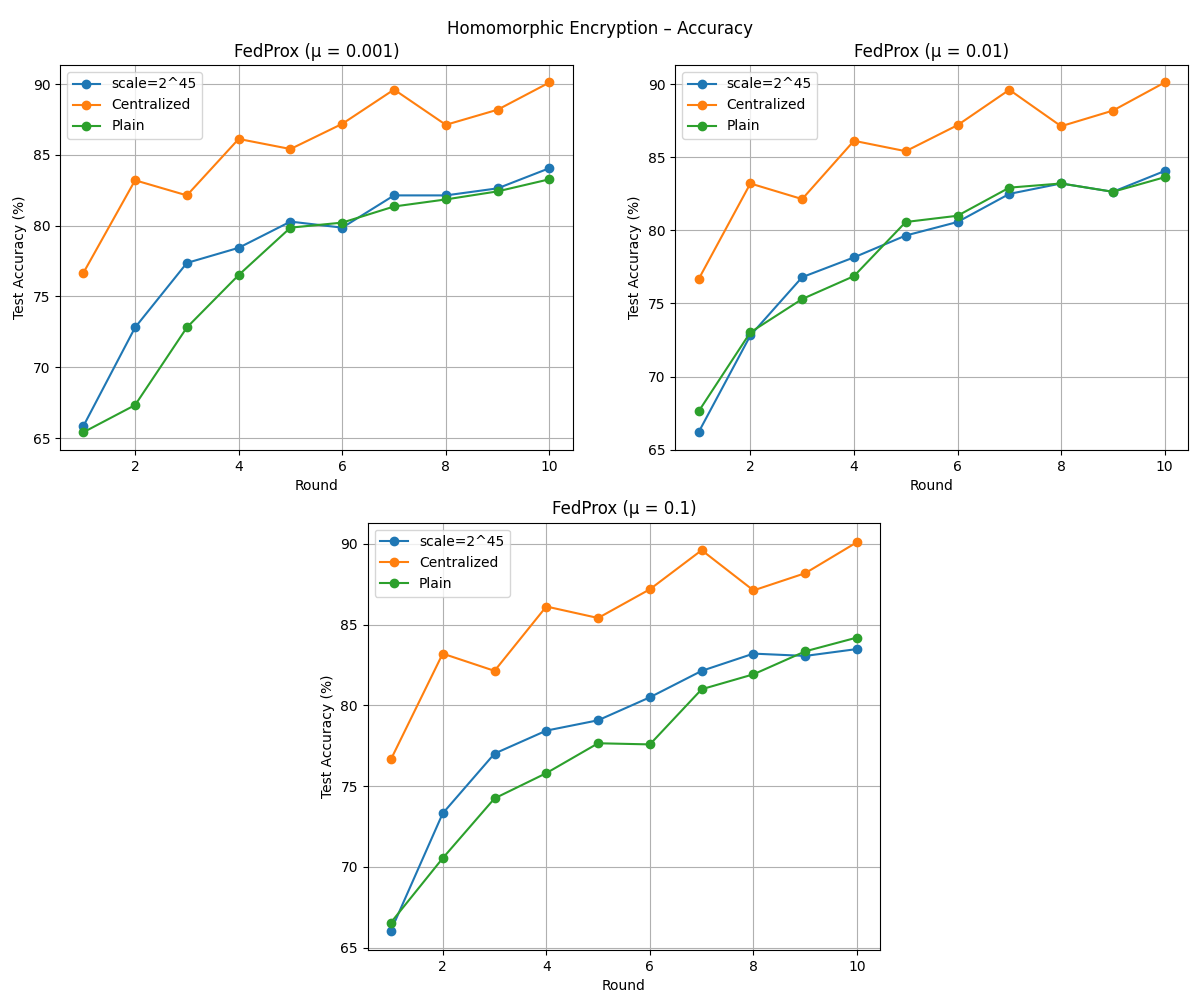 Homomorphic Encryption – Accuracy
FedProx (μ = 0.001)
scale=2^45
Centralized
Plain
90
85
80
75
70
65
Test Accuracy (%)
2 4 6 8 10
Round
FedProx (μ = 0.01)
scale=2^45
Centralized
Plain
90
85
80
75
70
65
Test Accuracy (%)
2 4 6 8 10
Round
FedProx (μ = 0.1)
scale=2^45
Centralized
Plain
90
85
80
75
70
65
Test Accuracy (%)
2 4 6 8 10
Round